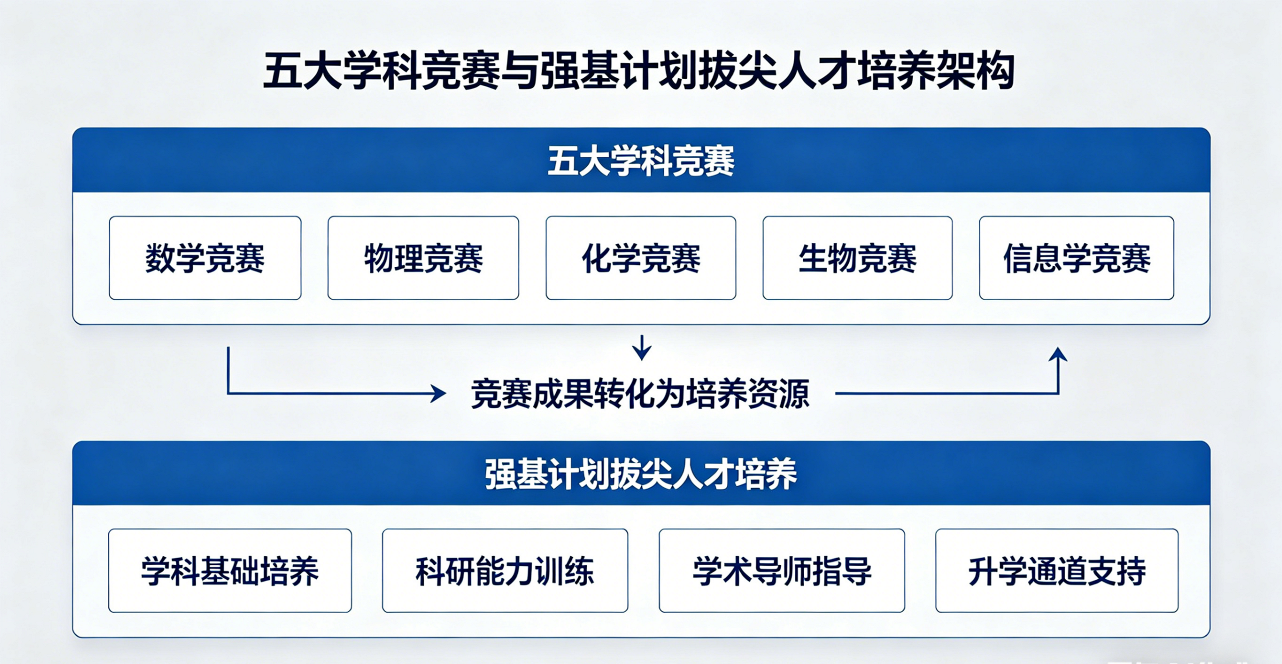 五大学科竞赛与强基计划拔尖人才培养架构
五大学科竞赛
数学竞赛
物理竞赛
化学竞赛
生物竞赛
信息学竞赛
竞赛成果转化为培养资源
强基计划拔尖人才培养
学科基础培养
科研能力训练
学术导师指导
升学通道支持